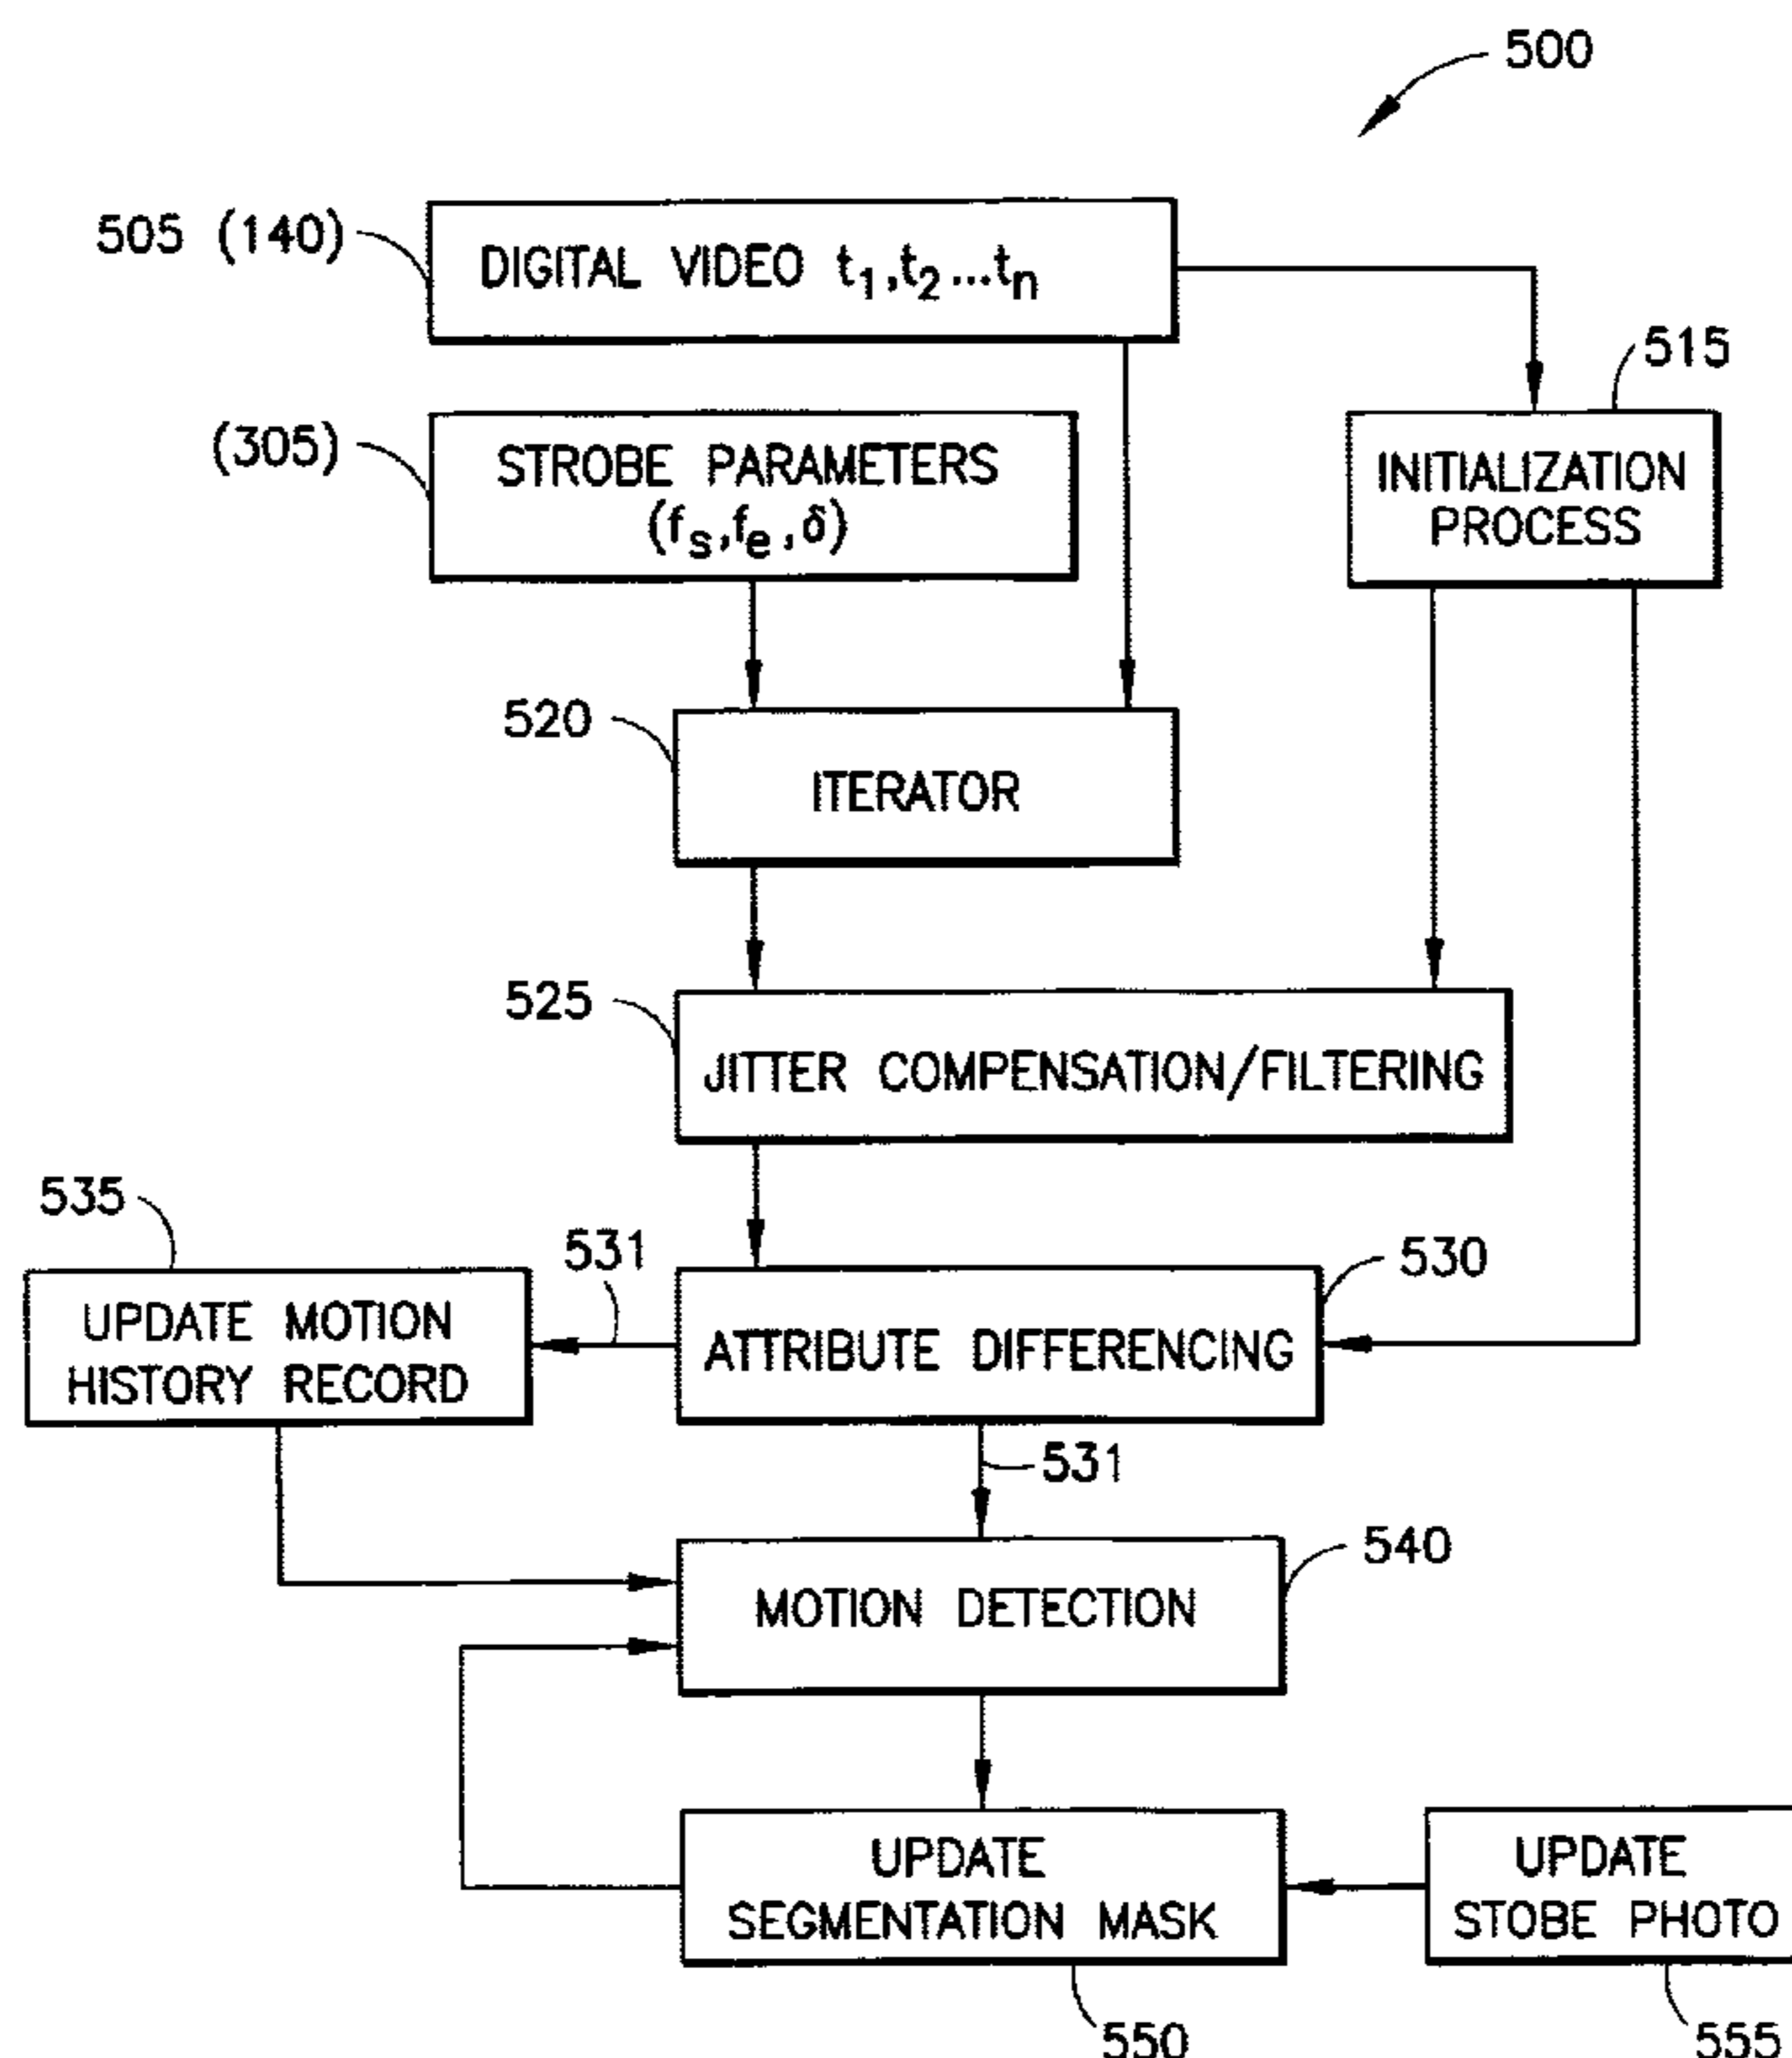 500
505 (140)
DIGITAL VIDEO t₁,t₂...tₙ
515
(305)
STROBE PARAMETERS
(fₛ,fₑ,δ)
INITIALIZATION
PROCESS
520
ITERATOR
525
JITTER COMPENSATION/FILTERING
535
531
530
UPDATE MOTION
HISTORY RECORD
ATTRIBUTE DIFFERENCING
531
540
MOTION DETECTION
UPDATE
SEGMENTATION MASK
UPDATE
STOBE PHOTO
550
555